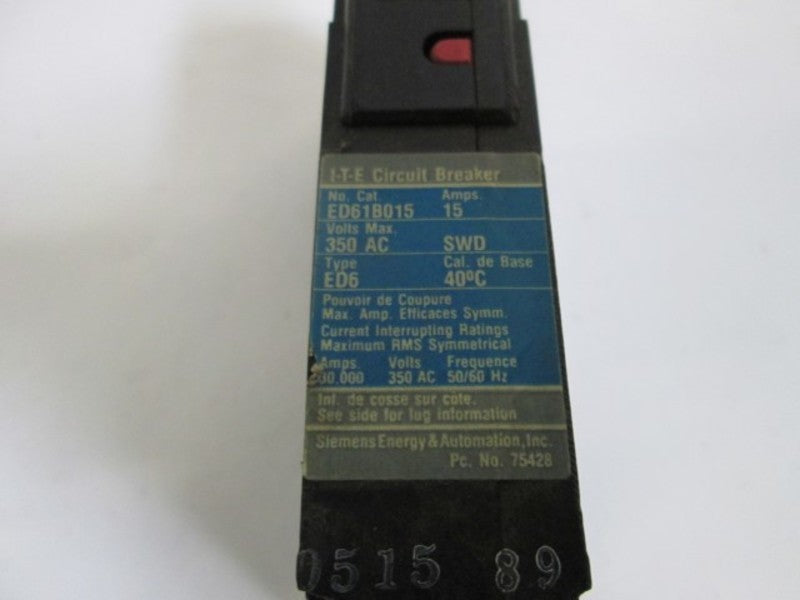 I-T-E Circuit Breaker
No. Cat Amps.
ED61B015 15
Volts Max.
350 AC SWD
Type Cal. de Base
ED6 40ºC
Pouvoir de Coupure
Max. Amp. Efficaces Symm.
Current Interrupting Ratings
Maximum RMS Symmetrical
Amps. Volts Frequence
350 AC 50/60 Hz
Inf. de cosse sur côte.
See side for lug information
Siemens Energy & Automation, Inc.
Pc. No. 75428
0515 89